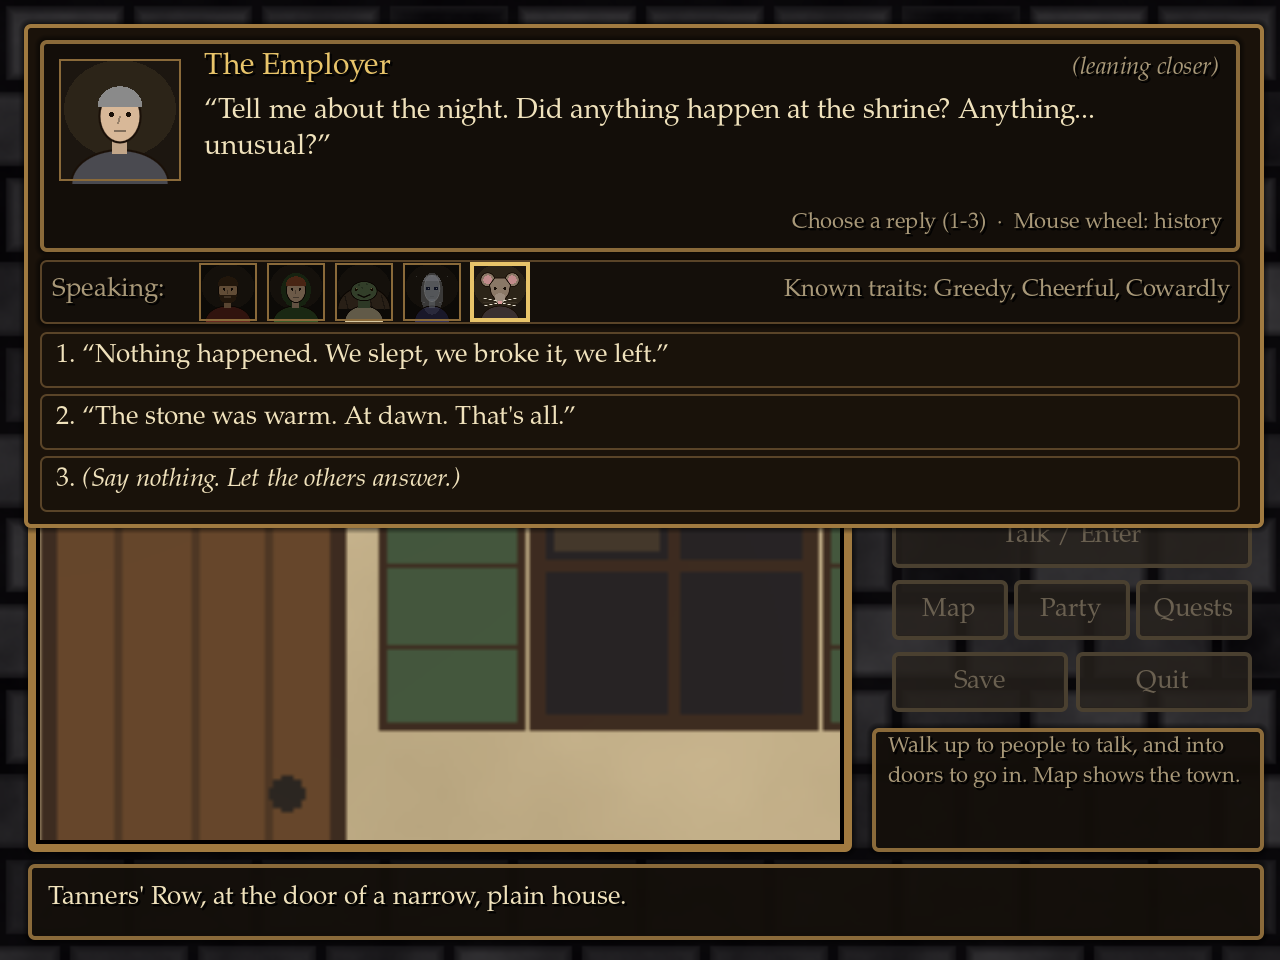 The Employer
(leaning closer)
“Tell me about the night. Did anything happen at the shrine? Anything...
unusual?”
Choose a reply (1-3) · Mouse wheel: history
Speaking:
Known traits: Greedy, Cheerful, Cowardly
1. “Nothing happened. We slept, we broke it, we left.”
2. “The stone was warm. At dawn. That's all.”
3. (Say nothing. Let the others answer.)
Talk / Enter
Map
Party
Quests
Save
Quit
Walk up to people to talk, and into
doors to go in. Map shows the town.
Tanners' Row, at the door of a narrow, plain house.